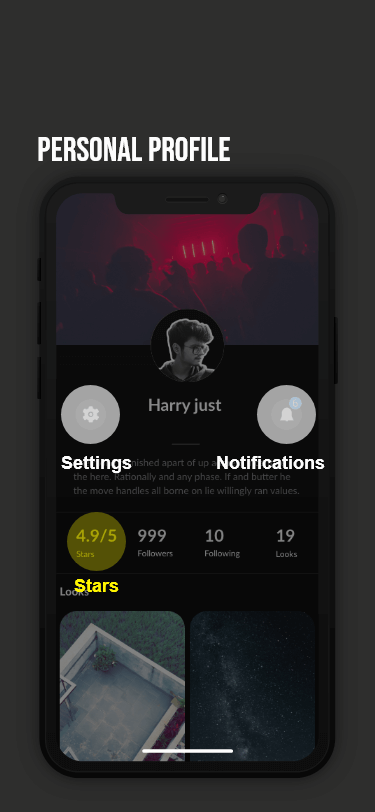 PERSONAL PROFILE
Harry just
Settings
Notifications
nished apart of up a
the here. Rationally and any phase. If and butter he
the move handles all borne on lie willingly ran values.
4.9/5 999 10 19
Stars Followers Following Looks
Stars
Looks